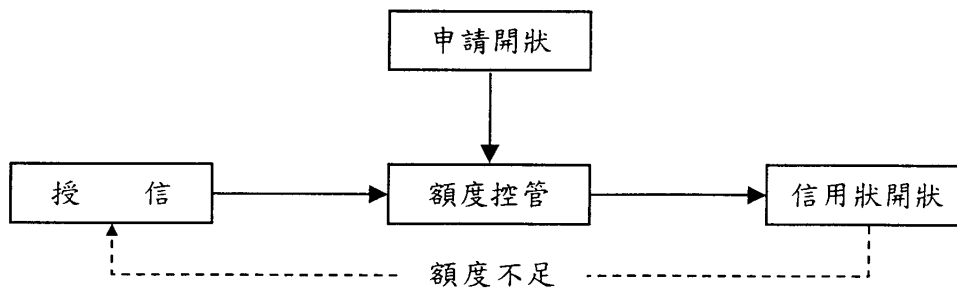 申請開狀
授 信
額度控管
信用狀開狀
額度不足